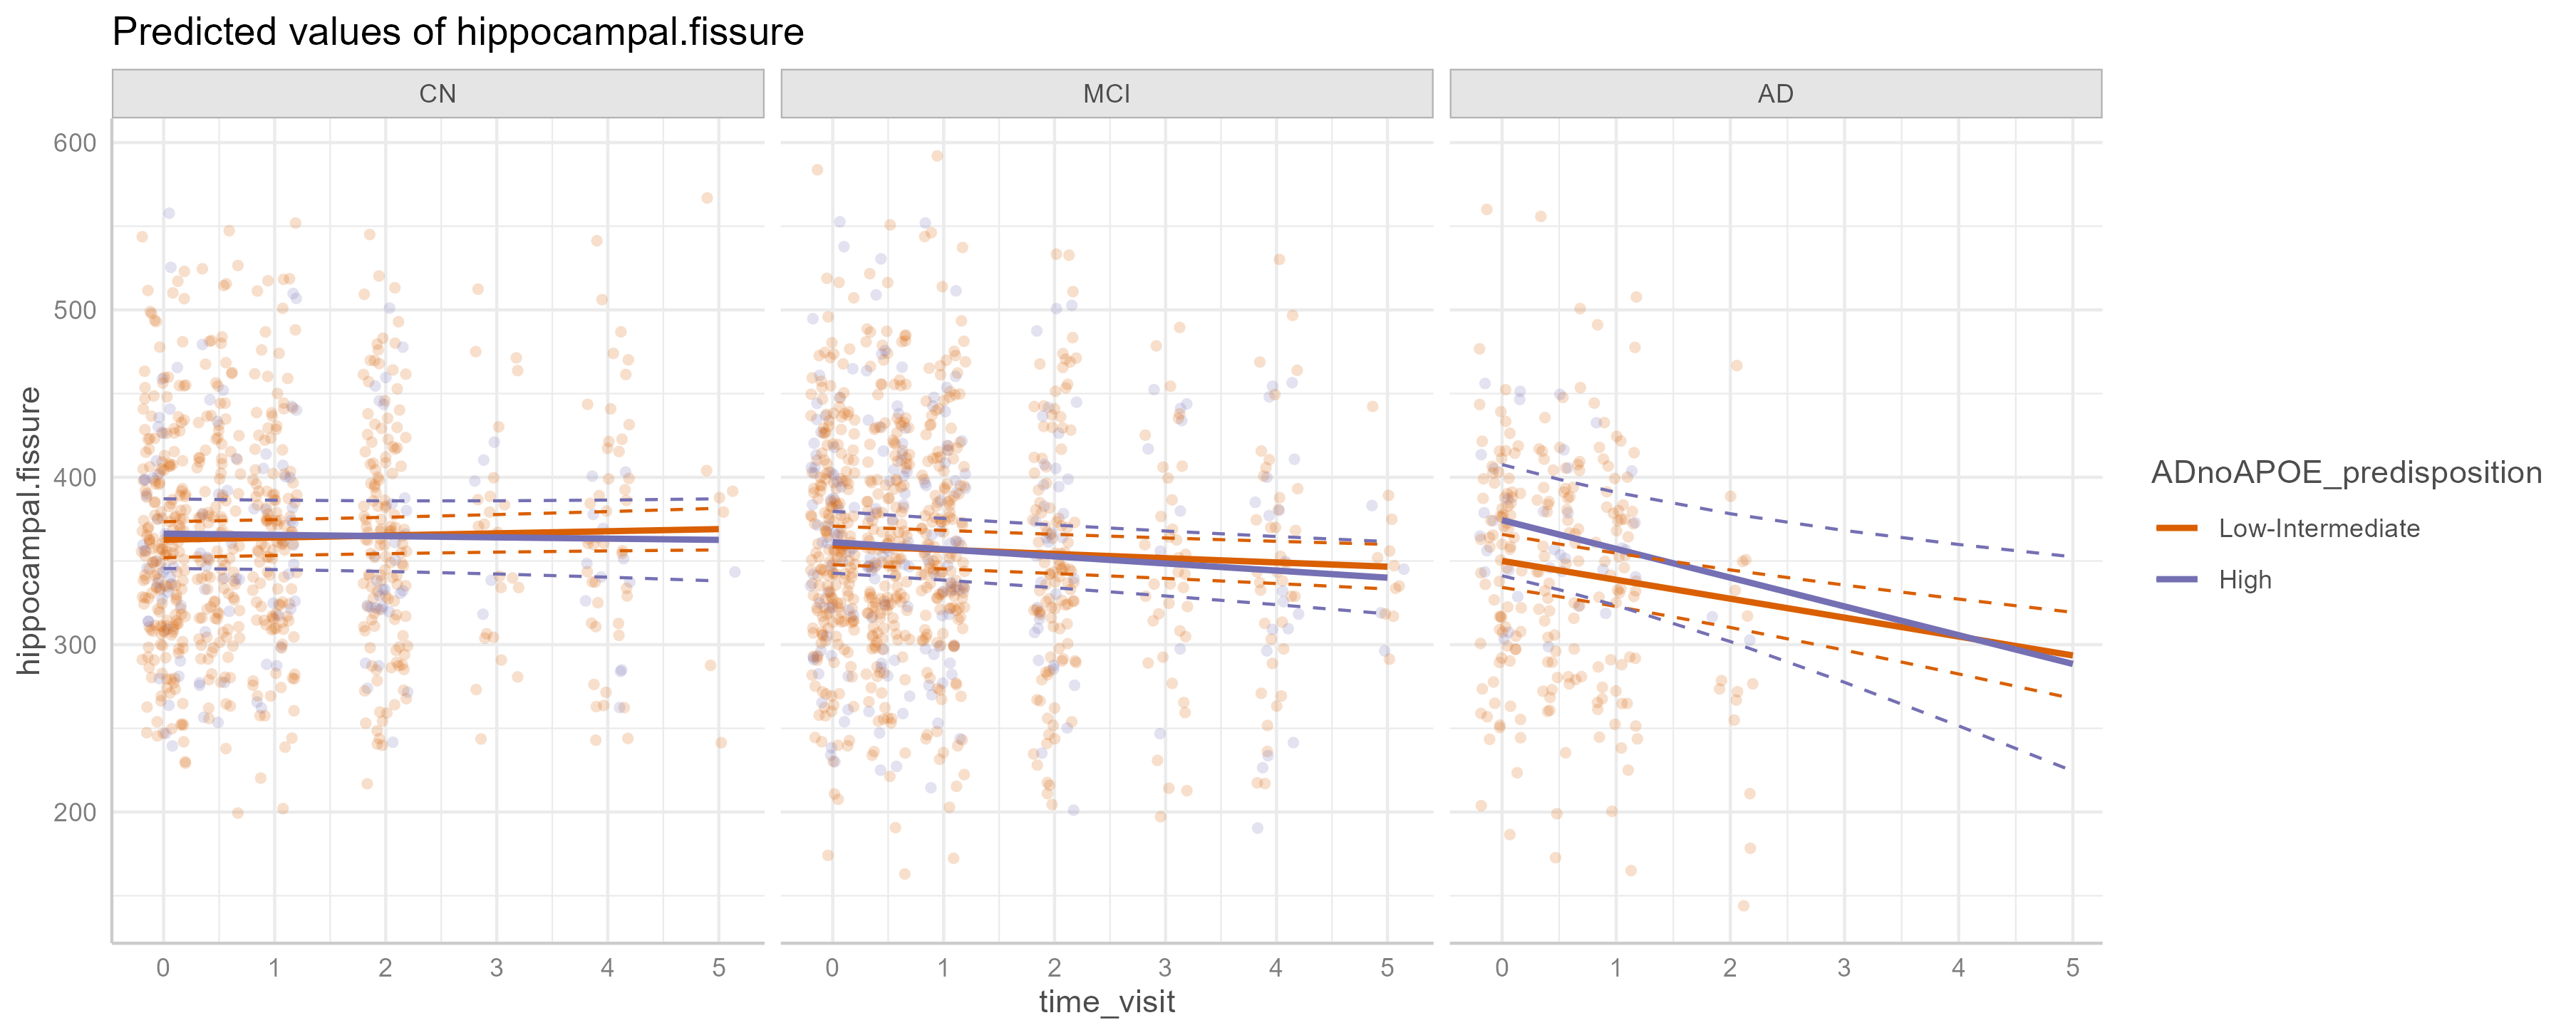 Predicted values of hippocampal.fissure
CN MCI AD
600
500
400
300
200
hippocampal.fissure
0 1 2 3 4 5 0 1 2 3 4 5 0 1 2 3 4 5
time_visit
ADnoAPOE_predisposition
Low-Intermediate
High